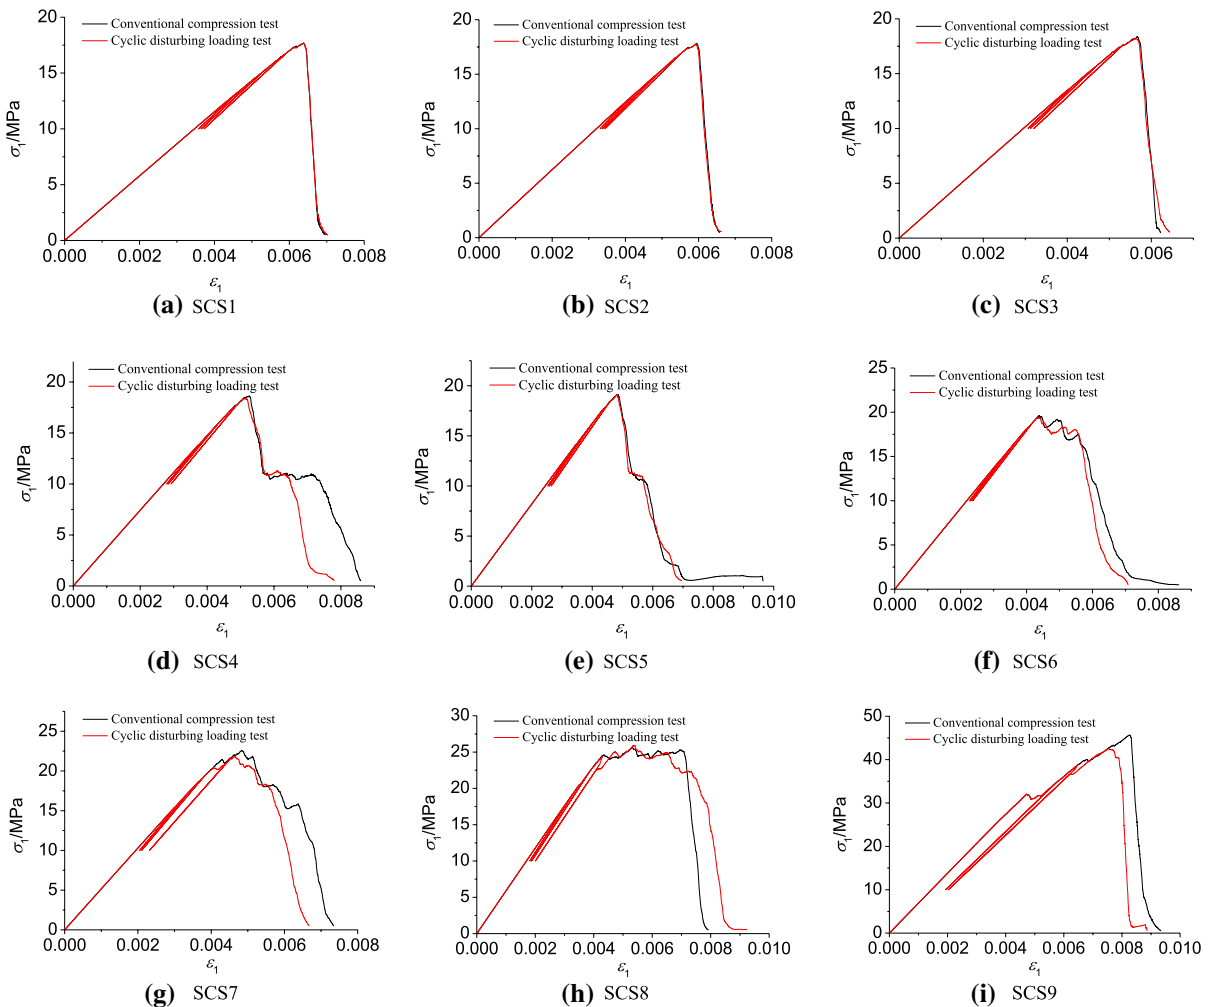 Conventional compression test
Cyclic disturbing loading test
20
15
10
5
0
σ1/MPa
0.000 0.002 0.004 0.006 0.008
ε1
(a) SCS1
Conventional compression test
Cyclic disturbing loading test
20
15
10
5
0
σ1/MPa
0.000 0.002 0.004 0.006 0.008
ε1
(b) SCS2
Conventional compression test
Cyclic disturbing loading test
20
15
10
5
0
σ1/MPa
0.000 0.002 0.004 0.006
ε1
(c) SCS3
Conventional compression test
Cyclic disturbing loading test
20
15
10
5
0
σ1/MPa
0.000 0.002 0.004 0.006 0.008
ε1
(d) SCS4
Conventional compression test
Cyclic disturbing loading test
20
15
10
5
0
σ1/MPa
0.000 0.002 0.004 0.006 0.008 0.010
ε1
(e) SCS5
Conventional compression test
Cyclic disturbing loading test
25
20
15
10
5
0
σ1/MPa
0.000 0.002 0.004 0.006 0.008
ε1
(f) SCS6
Conventional compression test
Cyclic disturbing loading test
25
20
15
10
5
0
σ1/MPa
0.000 0.002 0.004 0.006 0.008
ε1
(g) SCS7
Conventional compression test
Cyclic disturbing loading test
30
25
20
15
10
5
0
σ1/MPa
0.000 0.002 0.004 0.006 0.008 0.010
ε1
(h) SCS8
Conventional compression test
Cyclic disturbing loading test
50
40
30
20
10
0
σ1/MPa
0.000 0.002 0.004 0.006 0.008 0.010
ε1
(i) SCS9